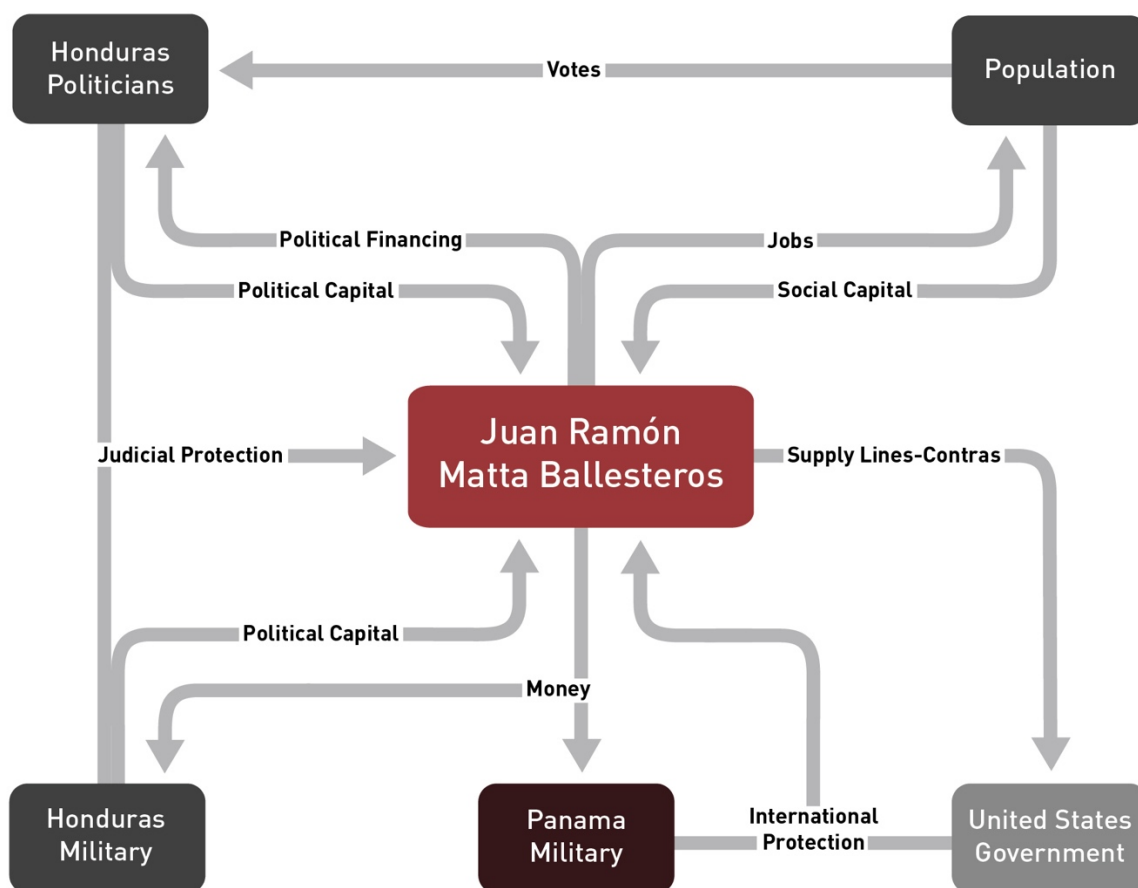 Honduras
Politicians
Votes
Population
Political Financing
Jobs
Political Capital
Social Capital
Juan Ramón
Matta Ballesteros
Judicial Protection
Supply Lines-Contras
Political Capital
Money
Honduras
Military
Panama
Military
International
Protection
United States
Government